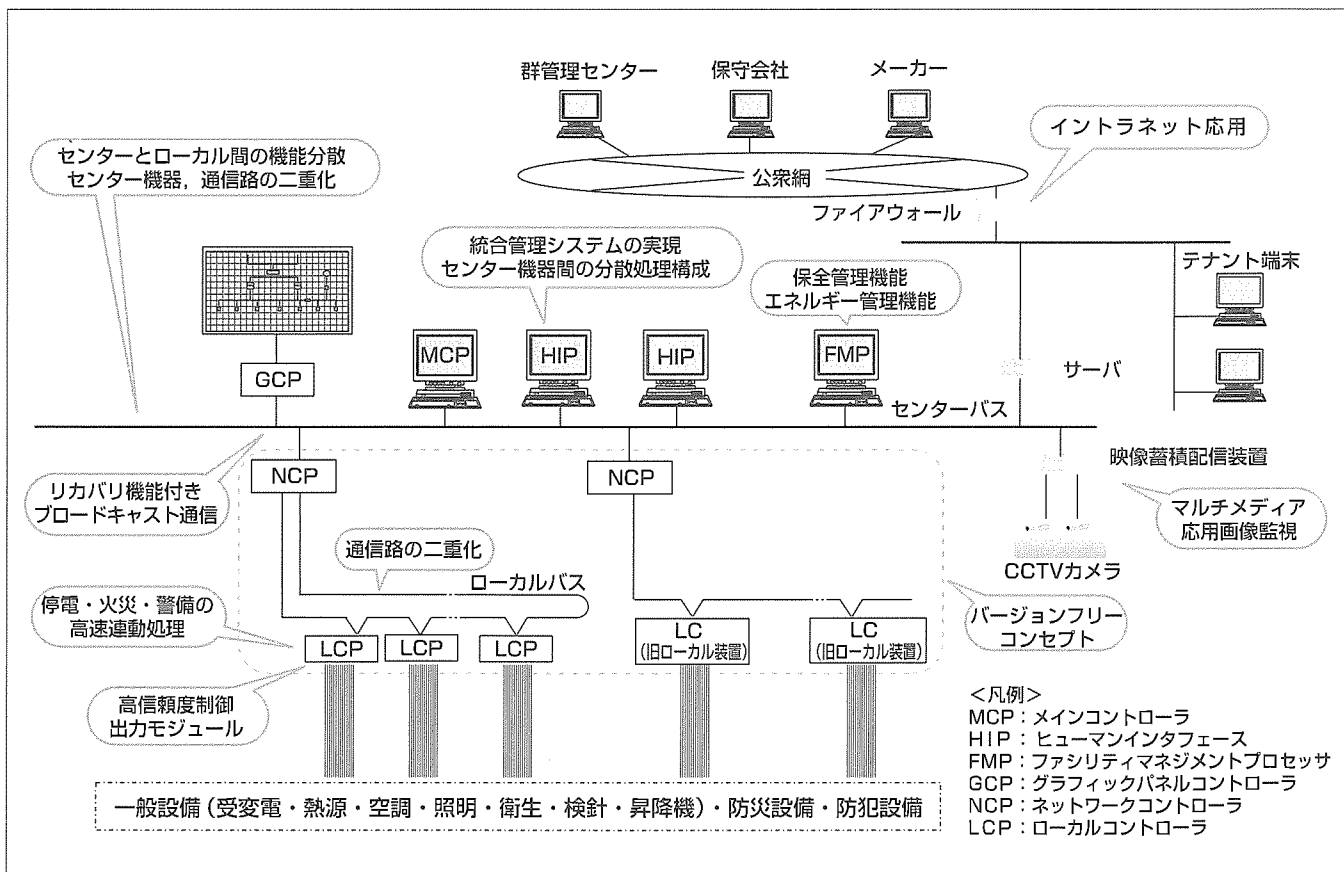 群管理センター
保守会社
メーカー
イントラネット応用
センターとローカル間の機能分散
センター機器,通信路の二重化
公衆網
ファイアウォール
統合管理システムの実現
センター機器間の分散処理構成
保全管理機能
エネルギー管理機能
テナント端末
MCP
HIP
HIP
FMP
GCP
サーバ
センターバス
NCP
NCP
映像蓄積配信装置
リカバリ機能付き
ブロードキャスト通信
マルチメディア
応用画像監視
通信路の二重化
CCTVカメラ
ローカルバス
停電・火災・警備の
高速連動処理
バージョンフリー
コンセプト
LCP
LCP
LCP
LC
(旧ローカル装置)
LC
(旧ローカル装置)
高信頼度制御
出力モジュール
<凡例>
MCP:メインコントローラ
HIP:ヒューマンインタフェース
FMP:ファシリティマネジメントプロセッサ
GCP:グラフィックパネルコントローラ
NCP:ネットワークコントローラ
LCP:ローカルコントローラ
一般設備(受変電・熱源・空調・照明・衛生・検針・昇降機)・防災設備・防犯設備